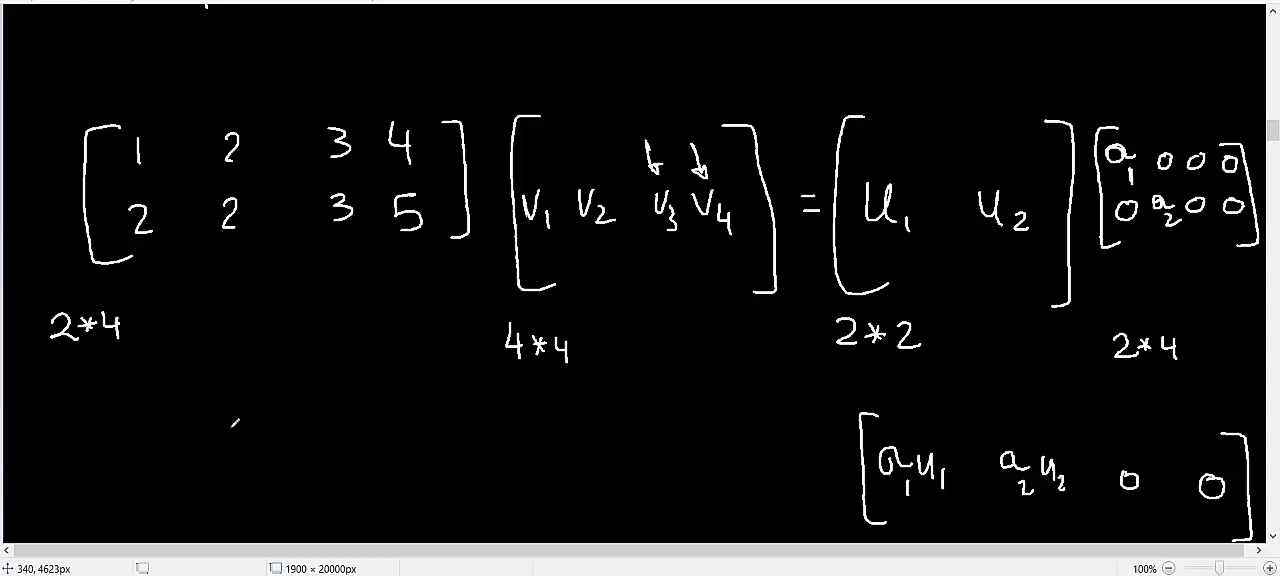 [ 1 2 3 4 ] [ ] = [ ] [ a₁ 0 0 0 ]
[ 2 2 3 5 ] [ v₁ v₂ v₃ v₄ ] = [ u₁ u₂ ] [ 0 a₂ 0 0 ]
2*4 4*4 2*2 2*4
[ a₁u₁ a₂u₂ 0 0 ]
340, 4623px 1900 × 20000px 100%